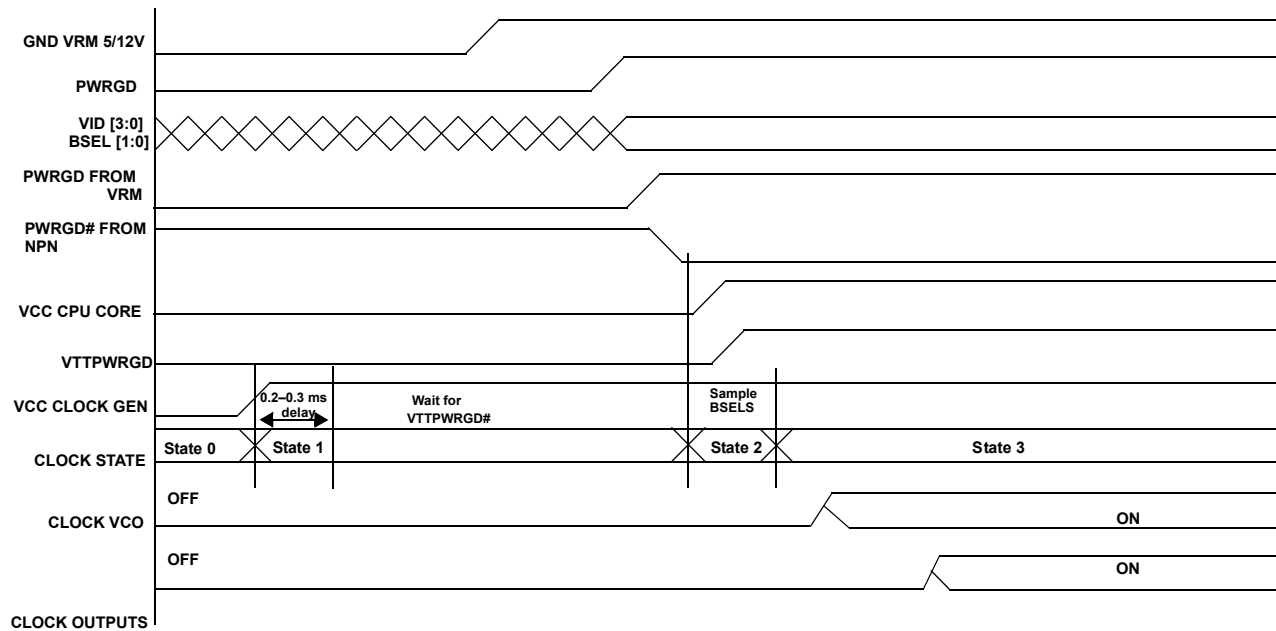 GND VRM 5/12V
PWRGD
VID [3:0]
BSEL [1:0]
PWRGD FROM
VRM
PWRGD# FROM
NPN
VCC CPU CORE
VTTPWRGD
VCC CLOCK GEN
0.2–0.3 ms
delay
Wait for
VTTPWRGD#
Sample
BSELS
CLOCK STATE
State 0
State 1
State 2
State 3
OFF
CLOCK VCO
ON
OFF
ON
CLOCK OUTPUTS